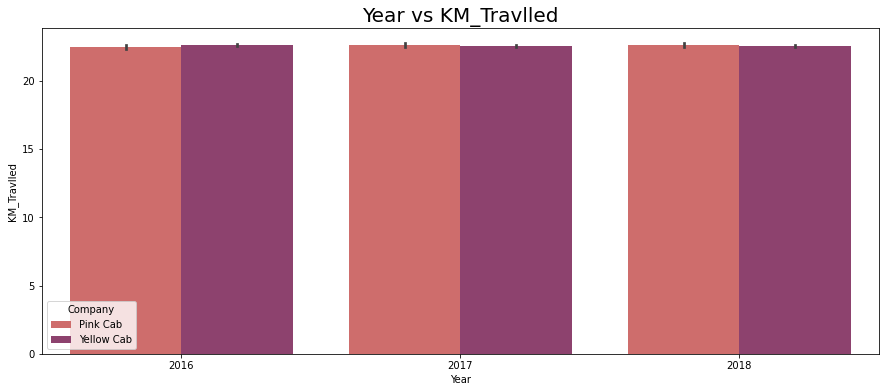 Year vs KM_Travlled
KM_Travlled
20
15
10
5
0
Company
Pink Cab
Yellow Cab
2016
2017
2018
Year